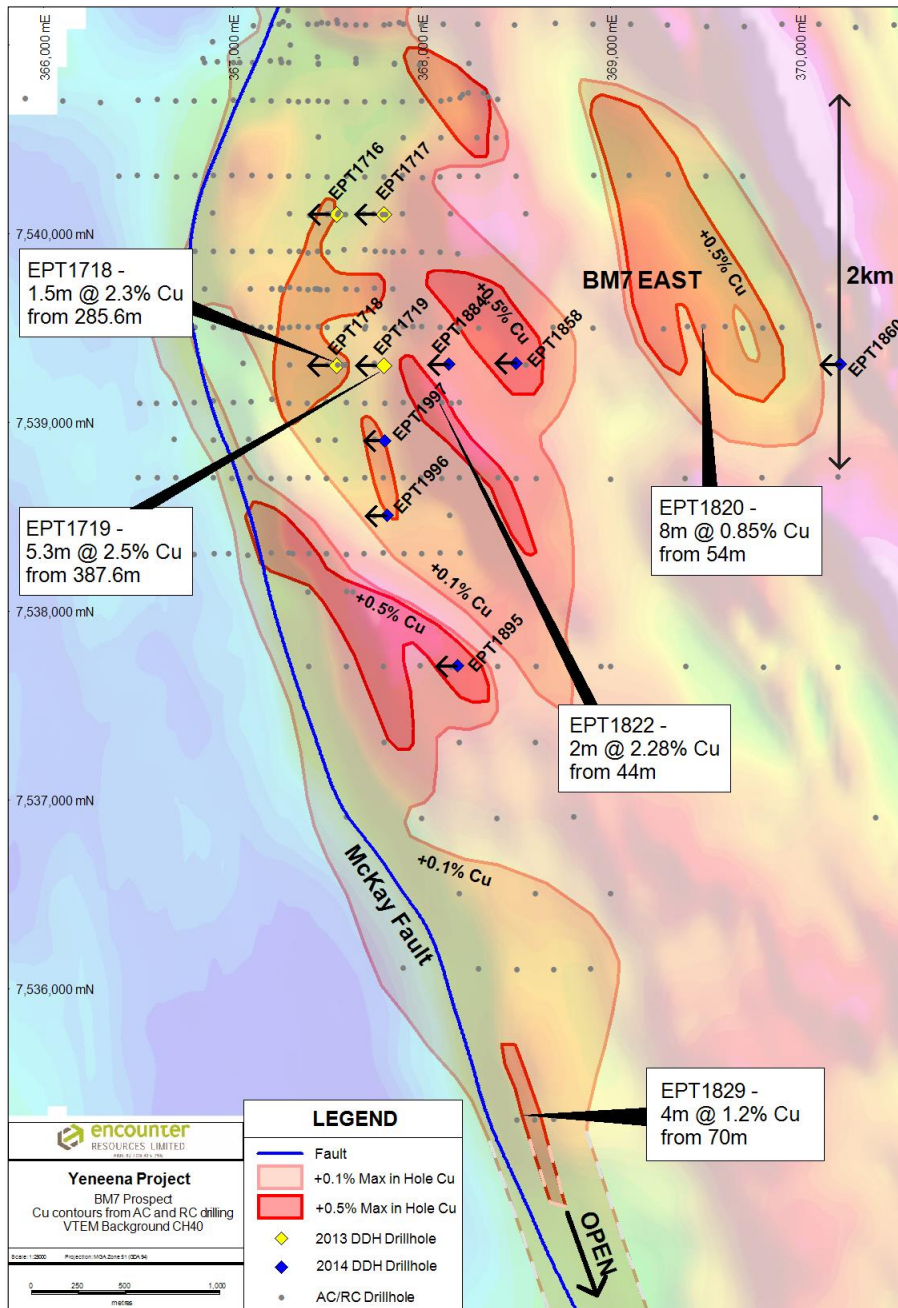 366,000 mE
367,000 mE
368,000 mE
369,000 mE
370,000 mE
EPT1716
EPT1717
7,540,000 mN
+0.5% Cu
BM7 EAST
2km
EPT1718 -
1.5m @ 2.3% Cu
from 285.6m
EPT1718
EPT1719
EPT1884
+0.5% Cu
EPT1858
EPT1860
7,539,000 mN
EPT1997
EPT1996
EPT1719 -
5.3m @ 2.5% Cu
from 387.6m
EPT1820 -
8m @ 0.85% Cu
from 54m
7,538,000 mN
+0.1% Cu
+0.5% Cu
EPT1895
EPT1822 -
2m @ 2.28% Cu
from 44m
7,537,000 mN
McKay Fault
+0.1% Cu
7,536,000 mN
EPT1829 -
4m @ 1.2% Cu
from 70m
OPEN
encounter
RESOURCES LIMITED
Yeneena Project
BM7 Prospect
Cu contours from AC and RC drilling
VTEM Background CH40
Projection: MGA Zone 51 (GDA 94)
0 250 500 1,000
metres
LEGEND
Fault
+0.1% Max in Hole Cu
+0.5% Max in Hole Cu
2013 DDH Drillhole
2014 DDH Drillhole
AC/RC Drillhole